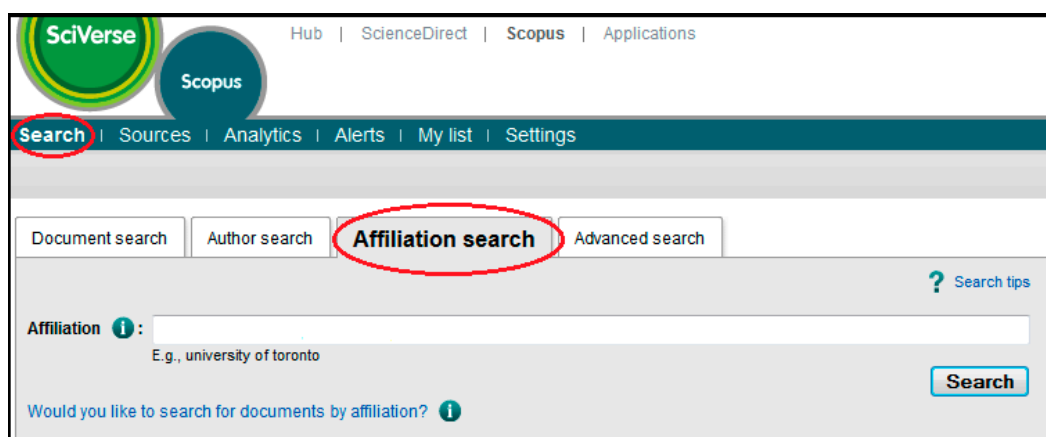 SciVerse
Hub | ScienceDirect | Scopus | Applications
Scopus
Search | Sources | Analytics | Alerts | My list | Settings
Document search Author search Affiliation search Advanced search
? Search tips
Affiliation i :
E.g., university of toronto
Search
Would you like to search for documents by affiliation? i